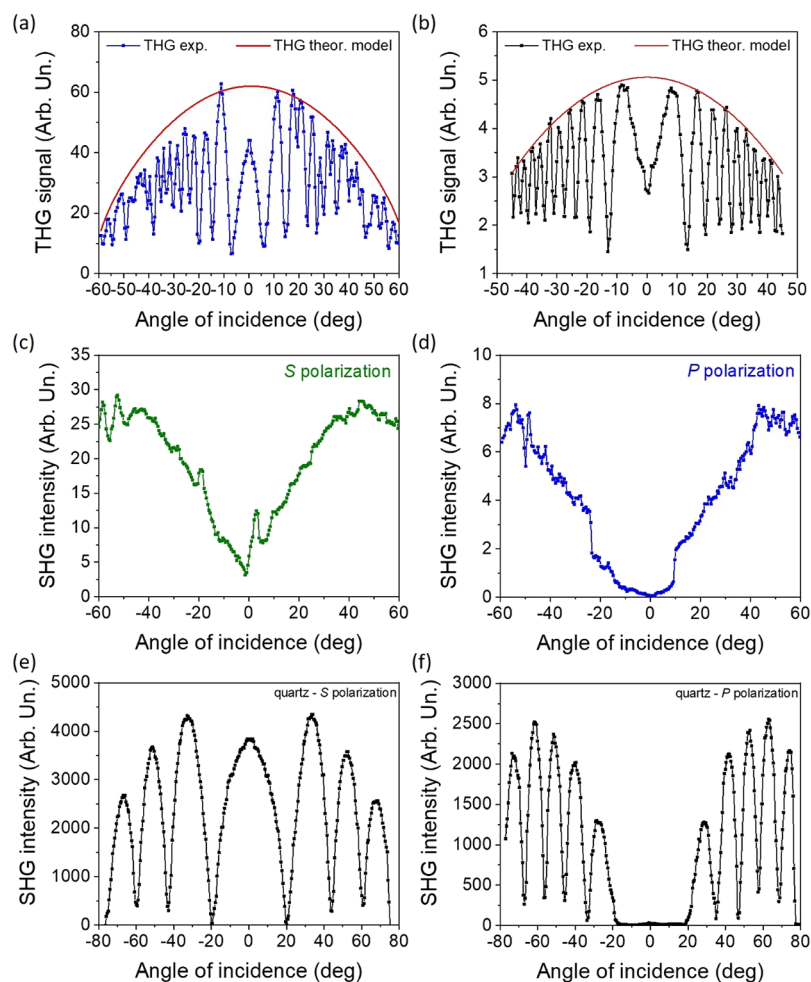 (a)
THG exp.
THG theor. model
THG signal (Arb. Un.)
80
60
40
20
0
-60-50-40-30-20-10 0 10 20 30 40 50 60
Angle of incidence (deg)
(b)
THG exp.
THG theor. model
THG signal (Arb. Un.)
6
5
4
3
2
1
-50 -40 -30 -20 -10 0 10 20 30 40 50
Angle of incidence (deg)
(c)
S polarization
SHG intensity (Arb. Un.)
35
30
25
20
15
10
5
0
-60 -40 -20 0 20 40 60
Angle of incidence (deg)
(d)
P polarization
SHG intensity (Arb. Un.)
10
8
6
4
2
0
-60 -40 -20 0 20 40 60
Angle of incidence (deg)
(e)
quartz - S polarization
SHG intensity (Arb. Un.)
5000
4000
3000
2000
1000
0
-80 -60 -40 -20 0 20 40 60 80
Angle of incidence (deg)
(f)
quartz - P polarization
SHG intensity (Arb. Un.)
3000
2500
2000
1500
1000
500
0
-80 -60 -40 -20 0 20 40 60 80
Angle of incidence (deg)